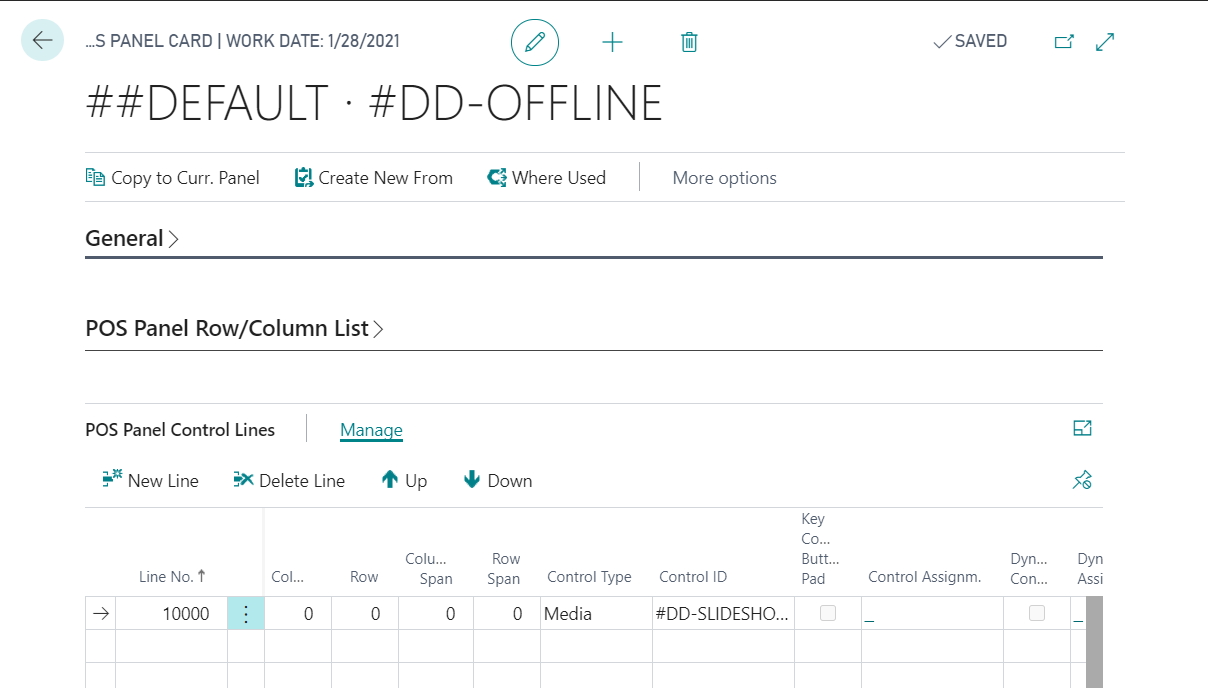 ...S PANEL CARD | WORK DATE: 1/28/2021
SAVED
##DEFAULT · #DD-OFFLINE
Copy to Curr. Panel
Create New From
Where Used
More options
General
POS Panel Row/Column List
POS Panel Control Lines
Manage
New Line
Delete Line
Up
Down
Line No.
Col...
Row
Colu...
Span
Row
Span
Control Type
Control ID
Key
Co...
Butt...
Pad
Control Assignm.
Dyn...
Con...
Dyn
Assi
10000
0
0
0
0
Media
#DD-SLIDESHO...
_
_